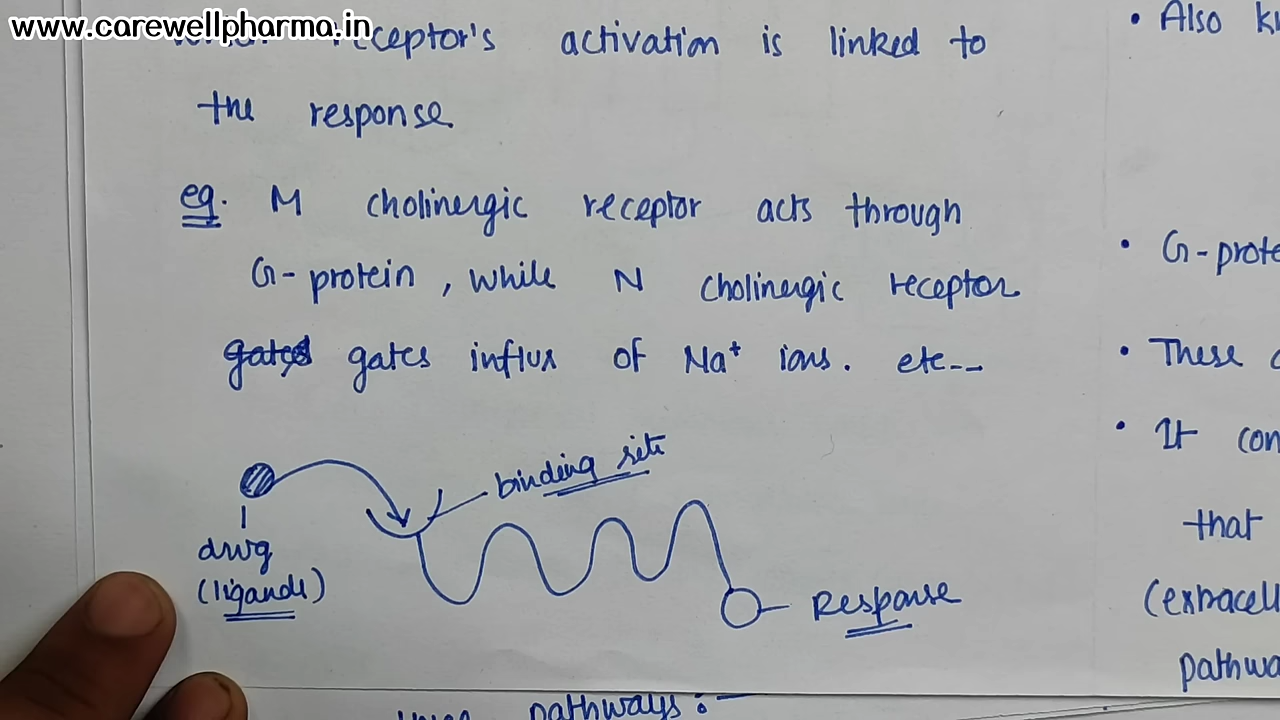 www.carewellpharma.in
receptor's activation is linked to
the response
eg. M cholinergic receptor acts through
G-protein, while N cholinergic receptor
gates gates influx of Na+ ions. etc--
binding site
drug
(ligands)
Response
pathways:-
• Also
• G-prote
• These
• It con
that
(extracell
pathwa